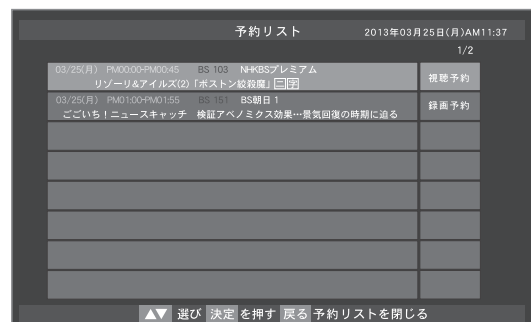 予約リスト 2013年03月25日(月)AM11:37
1/2
03/25(月) PM00:00-PM00:45 BS 103 NHKBSプレミアム
リゾーリ&アイルズ(2)「ボストン絞殺魔」二字
視聴予約
03/25(月) PM01:00-PM01:55 BS 151 BS朝日1
ごごいち!ニュースキャッチ 検証アベノミクス効果…景気回復の時期に迫る
録画予約
▲▼ 選び 決定 を押す 戻る 予約リストを閉じる